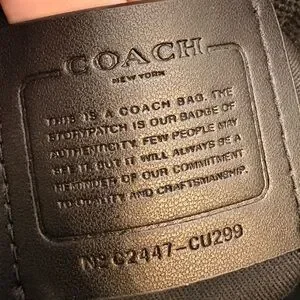 COACH
NEW YORK
THIS IS A COACH BAG. THE
STORYPATCH IS OUR BADGE OF
AUTHENTICITY. FEW PEOPLE MAY
SEE IT, BUT IT WILL ALWAYS BE A
REMINDER OF OUR COMMITMENT
TO QUALITY AND CRAFTSMANSHIP.
Nº C2447-CU299